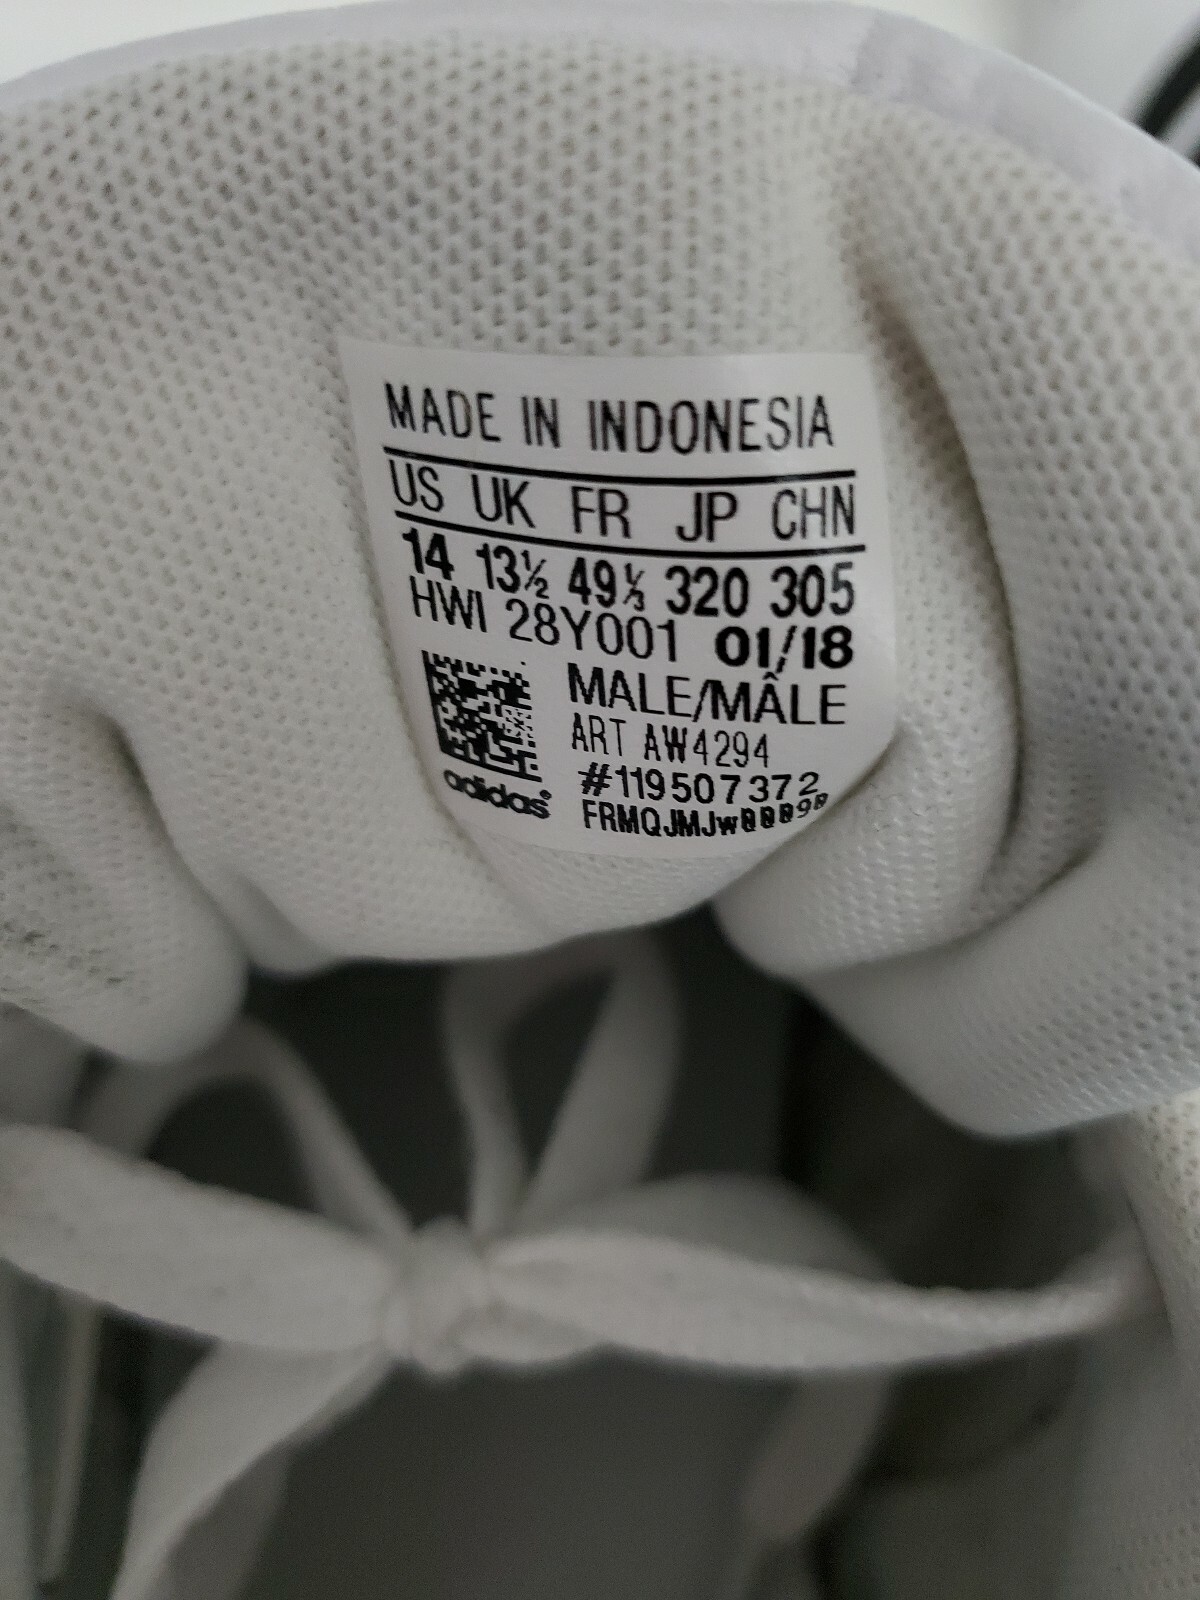 MADE IN INDONESIA
US UK FR JP CHN
14 13½ 49⅓ 320 305
HWI 28Y001 01/18
MALE/MÂLE
ART AW4294
#119507372
adidas®